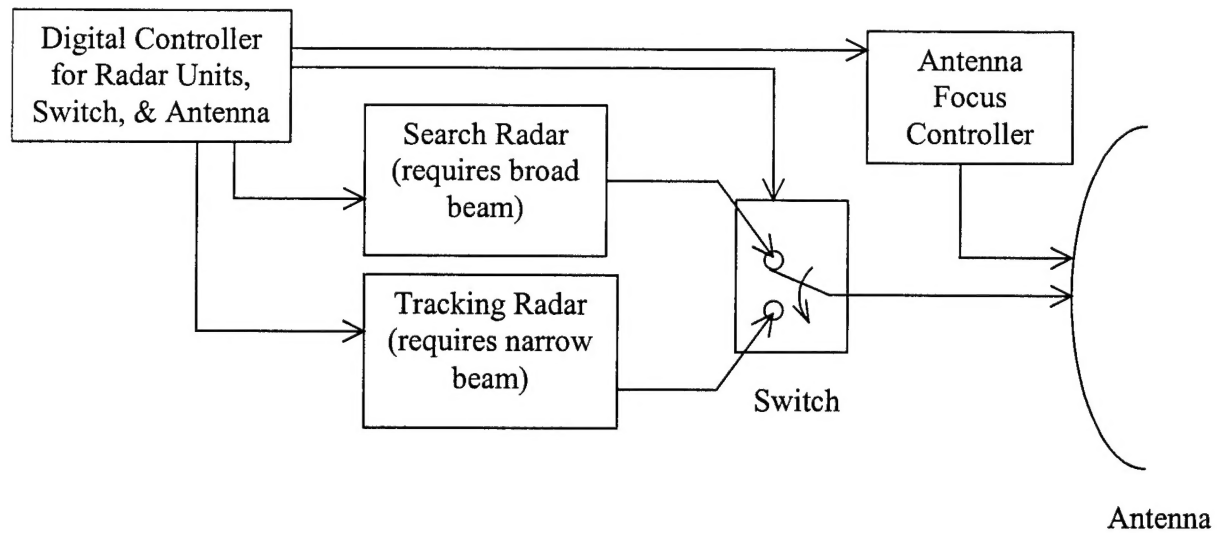 Digital Controller
for Radar Units,
Switch, & Antenna
Search Radar
(requires broad
beam)
Tracking Radar
(requires narrow
beam)
Switch
Antenna
Focus
Controller
Antenna